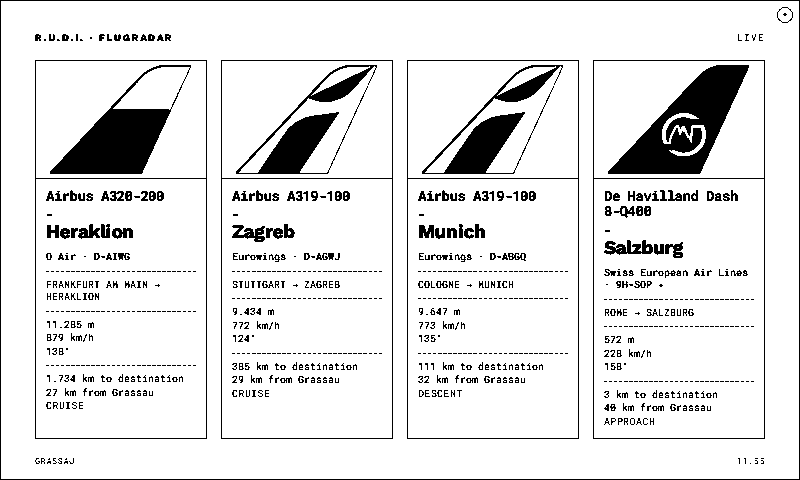 R.U.D.I. · FLUGRADAR
LIVE
Airbus A320-200
-
Heraklion
O Air · D-AIWG
FRANKFURT AM MAIN →
HERAKLION
11.285 m
879 km/h
138°
1.734 km to destination
27 km from Grassau
CRUISE
Airbus A319-100
-
Zagreb
Eurowings · D-AGWJ
STUTTGART → ZAGREB
9.434 m
772 km/h
124°
385 km to destination
29 km from Grassau
CRUISE
Airbus A319-100
-
Munich
Eurowings · D-ABGQ
COLOGNE → MUNICH
9.647 m
773 km/h
135°
111 km to destination
32 km from Grassau
DESCENT
De Havilland Dash
8-Q400
-
Salzburg
Swiss European Air Lines
· 9H-SOP ✦
ROME → SALZBURG
572 m
228 km/h
158°
3 km to destination
40 km from Grassau
APPROACH
GRASSAU
11.55